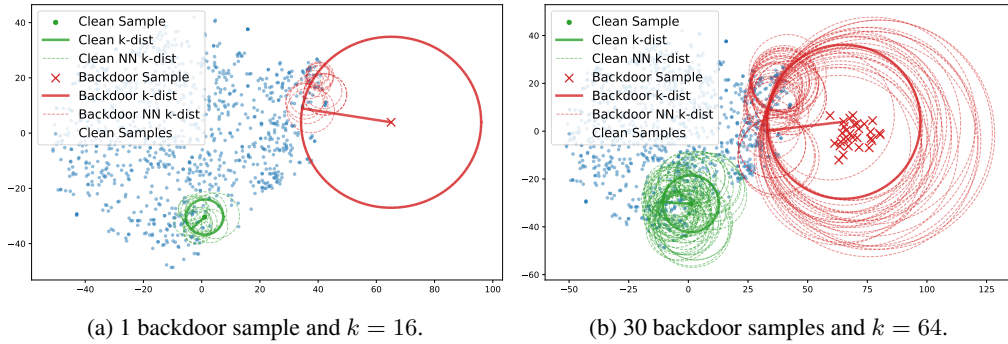 Clean Sample
Clean k-dist
Clean NN k-dist
Backdoor Sample
Backdoor k-dist
Backdoor NN k-dist
Clean Samples
40
20
0
−20
−40
−40
−20
0
20
40
60
80
100
(a) 1 backdoor sample and k = 16.
Clean Sample
Clean k-dist
Clean NN k-dist
Backdoor Sample
Backdoor k-dist
Backdoor NN k-dist
Clean Samples
40
20
0
−20
−40
−60
−50
−25
0
25
50
75
100
125
(b) 30 backdoor samples and k = 64.